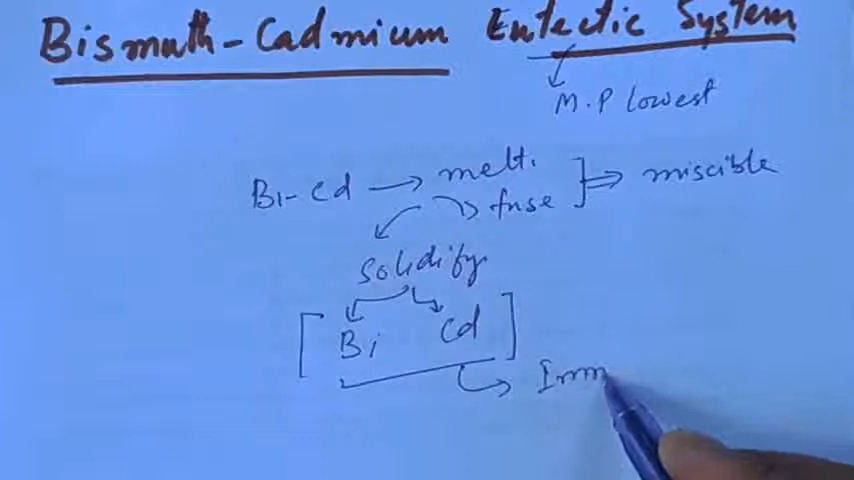 Bismuth-Cadmium Eutectic System
M.P lowest
Bi-Cd → melt. ⇒ miscible
→ fuse
Solidify
[Bi Cd]
→ Imm